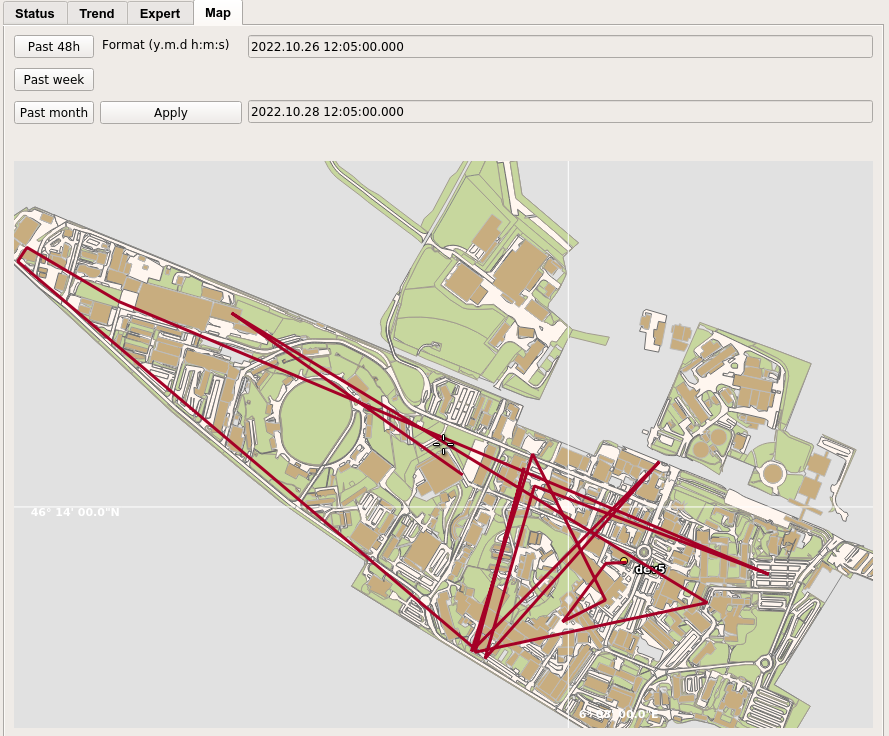 Status Trend Expert Map
Past 48h Format (y.m.d h:m:s) 2022.10.26 12:05:00.000
Past week
Past month Apply 2022.10.28 12:05:00.000
46° 14' 00.0"N